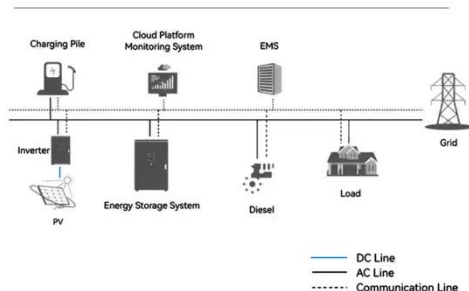 Charging Pile
Cloud Platform
Monitoring System
EMS
Inverter
Grid
PV
Energy Storage System
Diesel
Load
DC Line
AC Line
Communication Line